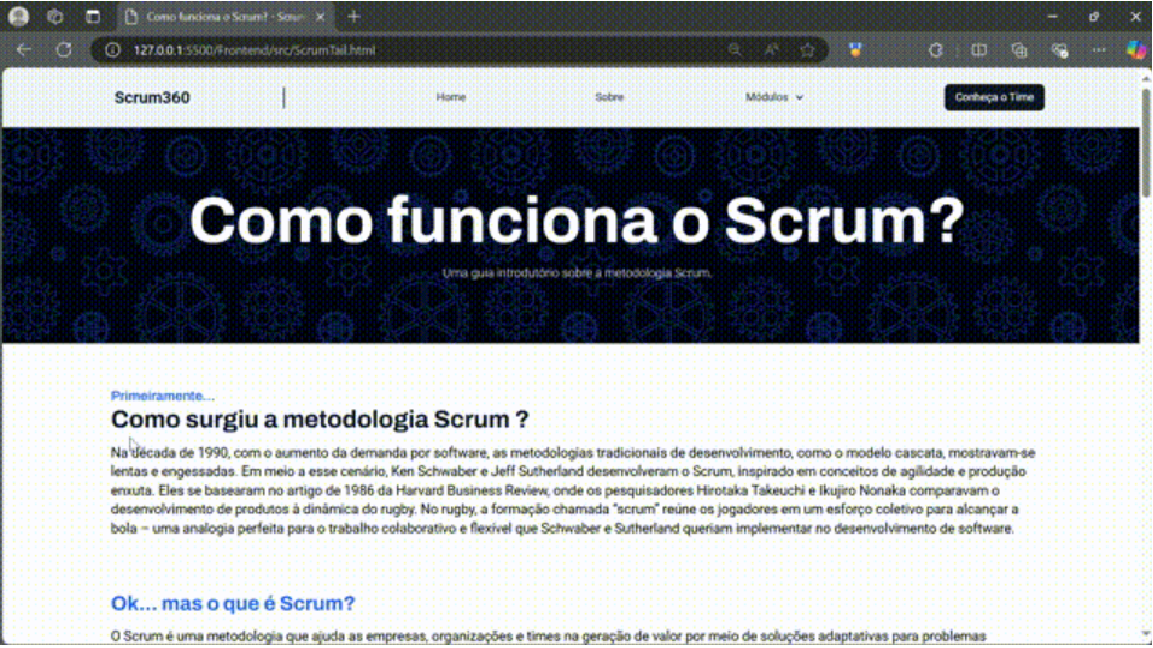 Como funciona o Scrum? - Scrum
127.0.0.1:5500/Frontend/src/ScrumTail.html
Scrum360 Home Sobre Módulos Conheça o Time
Como funciona o Scrum?
Uma guia introdutório sobre a metodologia Scrum.
Primeiramente...
Como surgiu a metodologia Scrum ?
Na década de 1990, com o aumento da demanda por software, as metodologias tradicionais de desenvolvimento, como o modelo cascata, mostravam-se
lentas e engessadas. Em meio a esse cenário, Ken Schwaber e Jeff Sutherland desenvolveram o Scrum, inspirado em conceitos de agilidade e produção
enxuta. Eles se basearam no artigo de 1986 da Harvard Business Review, onde os pesquisadores Hirotaka Takeuchi e Ikujiro Nonaka comparavam o
desenvolvimento de produtos à dinâmica do rugby. No rugby, a formação chamada "scrum" reúne os jogadores em um esforço coletivo para alcançar a
bola – uma analogia perfeita para o trabalho colaborativo e flexível que Schwaber e Sutherland queriam implementar no desenvolvimento de software.
Ok... mas o que é Scrum?
O Scrum é uma metodologia que ajuda as empresas, organizações e times na geração de valor por meio de soluções adaptativas para problemas